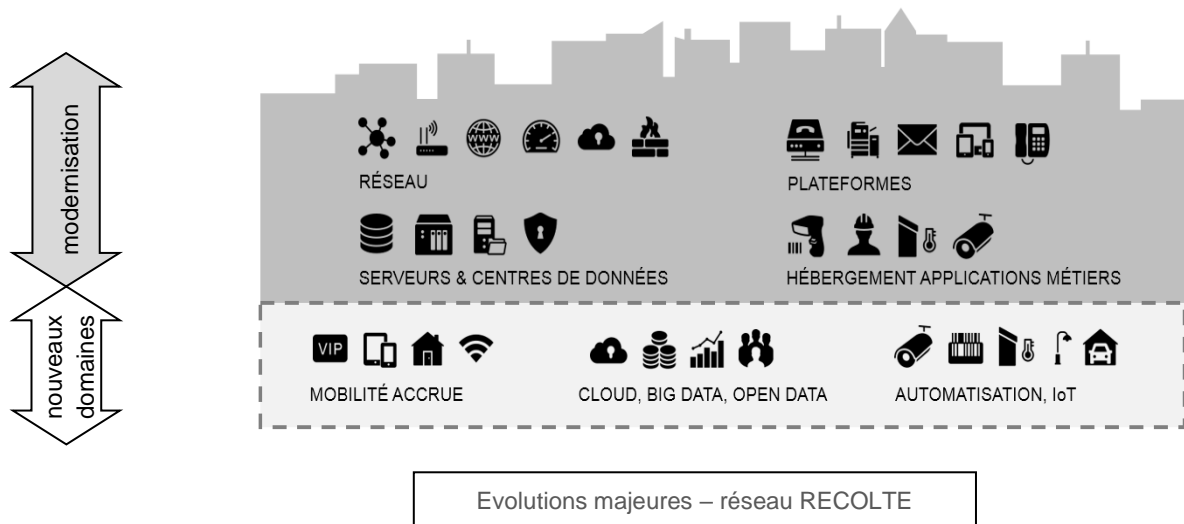 modernisation
nouveaux
domaines
WWW
RÉSEAU
PLATEFORMES
SERVEURS & CENTRES DE DONNÉES
HÉBERGEMENT APPLICATIONS MÉTIERS
VIP
MOBILITÉ ACCRUE
CLOUD, BIG DATA, OPEN DATA
AUTOMATISATION, IoT
Evolutions majeures – réseau RECOLTE